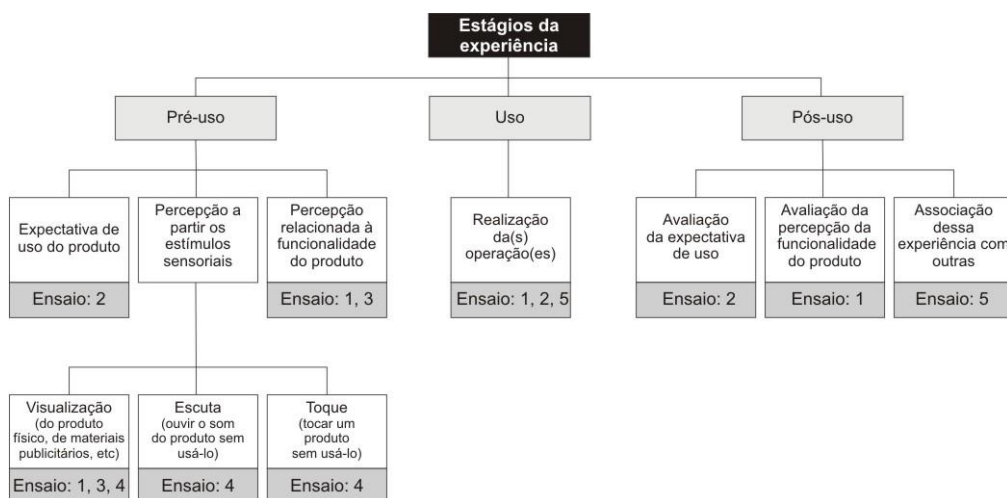 Estágios da
experiência
Pré-uso
Uso
Pós-uso
Expectativa de
uso do produto
Ensaio: 2
Percepção a
partir os
estímulos
sensoriais
Percepção
relacionada à
funcionalidade
do produto
Ensaio: 1, 3
Realização
da(s)
operação(es)
Ensaio: 1, 2, 5
Avaliação
da expectativa
de uso
Ensaio: 2
Avaliação da
percepção da
funcionalidade
do produto
Ensaio: 1
Associação
dessa
experiência com
outras
Ensaio: 5
Visualização
(do produto
físico, de materiais
publicitários, etc)
Ensaio: 1, 3, 4
Escuta
(ouvir o som
do produto sem
usá-lo)
Ensaio: 4
Toque
(tocar um
produto
sem usá-lo)
Ensaio: 4